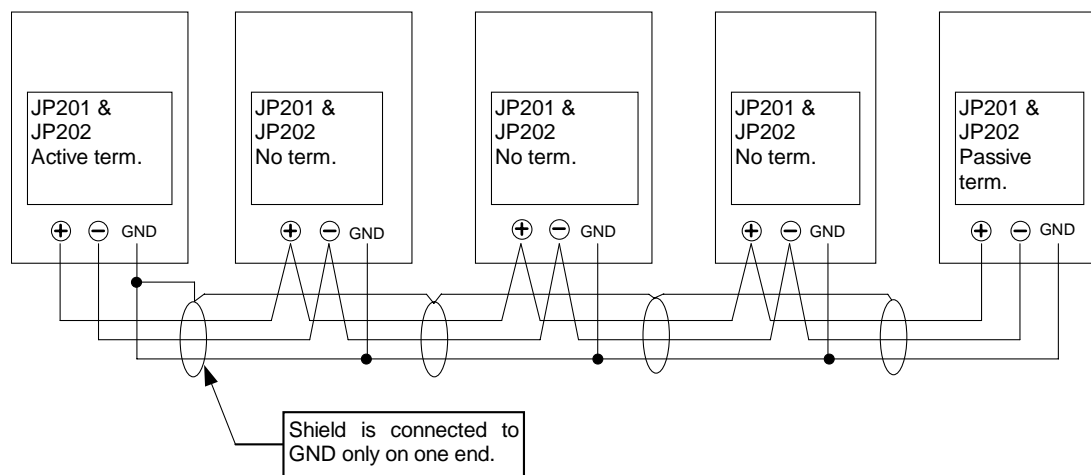 JP201 &
JP202
Active term.
JP201 &
JP202
No term.
JP201 &
JP202
No term.
JP201 &
JP202
No term.
JP201 &
JP202
Passive
term.
+ − GND
+ − GND
+ − GND
+ − GND
+ − GND
Shield is connected to
GND only on one end.